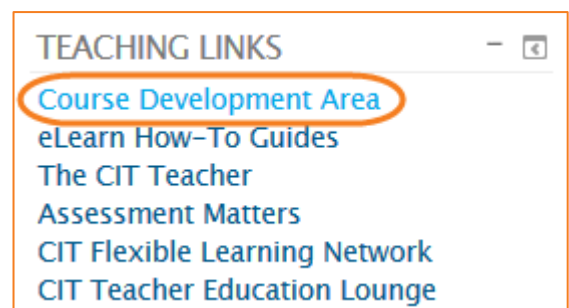 TEACHING LINKS
Course Development Area
eLearn How-To Guides
The CIT Teacher
Assessment Matters
CIT Flexible Learning Network
CIT Teacher Education Lounge